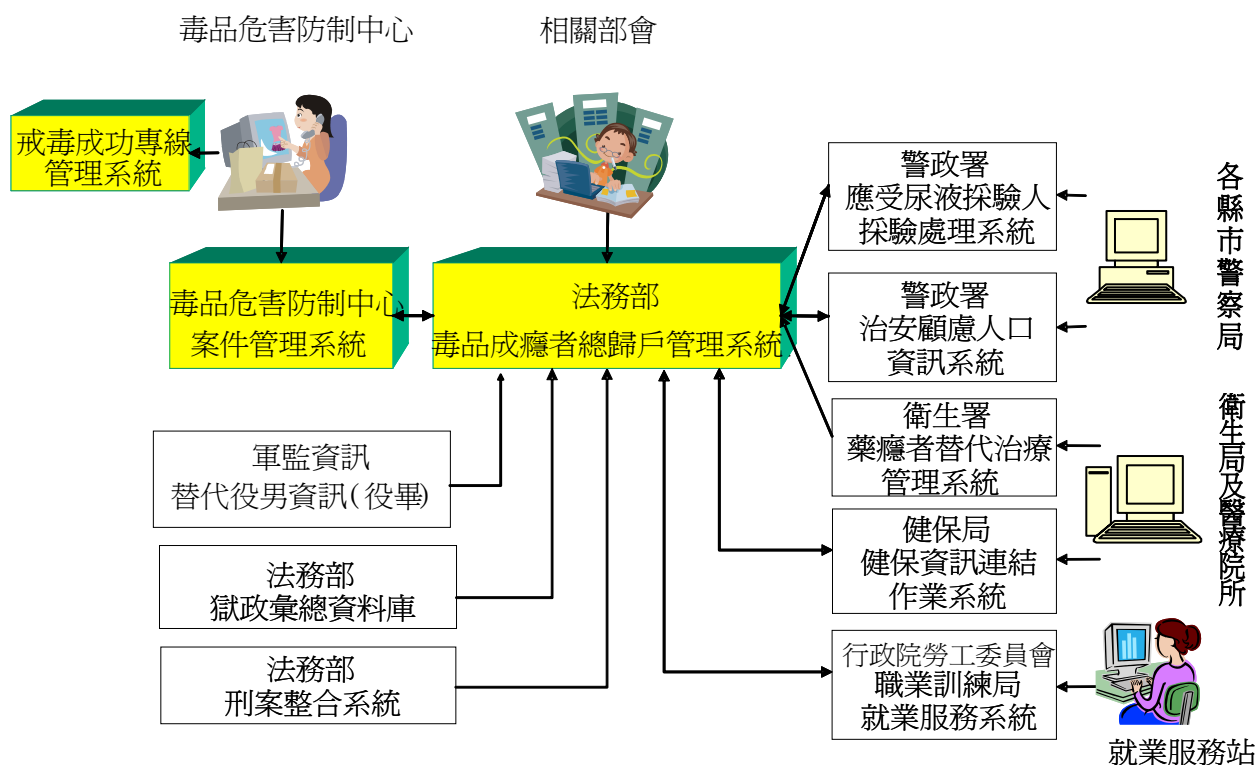 毒品危害防制中心
相關部會
戒毒成功專線
管理系統
毒品危害防制中心
案件管理系統
法務部
毒品成癮者總歸戶管理系統
警政署
應受尿液採驗人
採驗處理系統
警政署
治安顧慮人口
資訊系統
衛生署
藥癮者替代治療
管理系統
健保局
健保資訊連結
作業系統
行政院勞工委員會
職業訓練局
就業服務系統
各縣市警察局
衛生局及醫療院所
就業服務站
軍監資訊
替代役男資訊(役畢)
法務部
獄政彙總資料庫
法務部
刑案整合系統